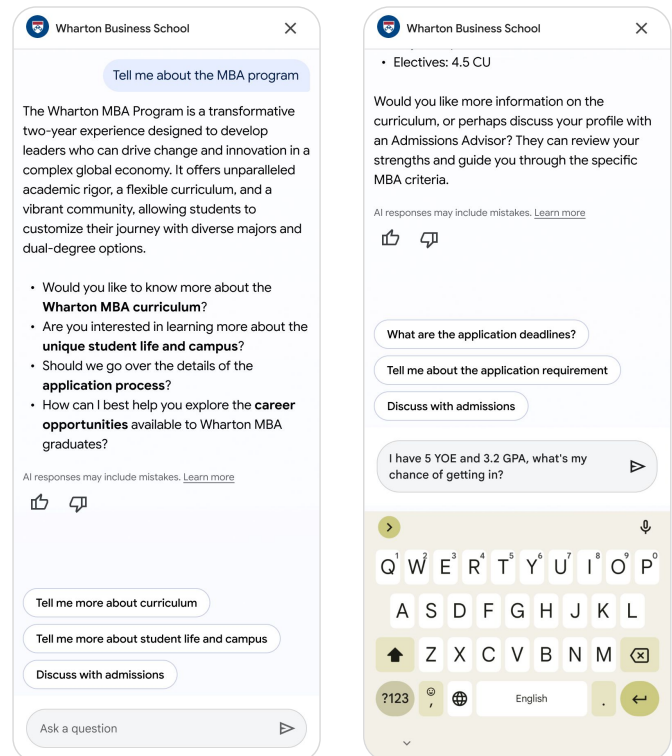 Wharton Business School
Tell me about the MBA program
The Wharton MBA Program is a transformative
two-year experience designed to develop
leaders who can drive change and innovation in a
complex global economy. It offers unparalleled
academic rigor, a flexible curriculum, and a
vibrant community, allowing students to
customize their journey with diverse majors and
dual-degree options.
• Would you like to know more about the
Wharton MBA curriculum?
• Are you interested in learning more about the
unique student life and campus?
• Should we go over the details of the
application process?
• How can I best help you explore the career
opportunities available to Wharton MBA
graduates?
AI responses may include mistakes. Learn more
Tell me more about curriculum
Tell me more about student life and campus
Discuss with admissions
Ask a question
Wharton Business School
• Electives: 4.5 CU
Would you like more information on the
curriculum, or perhaps discuss your profile with
an Admissions Advisor? They can review your
strengths and guide you through the specific
MBA criteria.
AI responses may include mistakes. Learn more
What are the application deadlines?
Tell me about the application requirement
Discuss with admissions
I have 5 YOE and 3.2 GPA, what's my
chance of getting in?
Q1 W2 E3 R4 T5 Y6 U7 I8 O9 P0
A S D F G H J K L
Z X C V B N M
?123 , English .